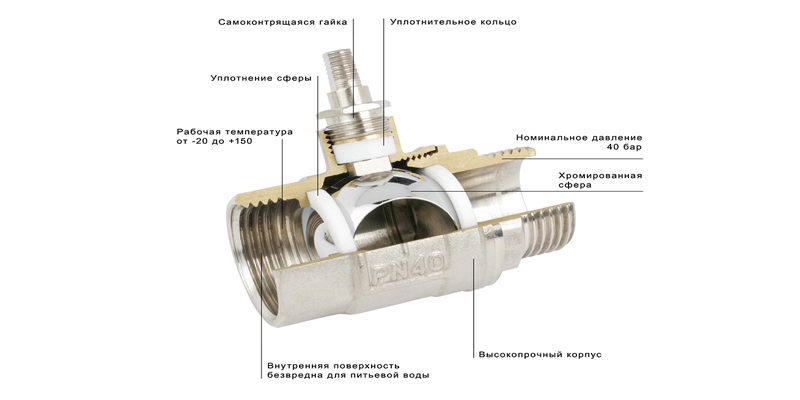 Самоконтрящаяся гайка
Уплотнительное кольцо
Уплотнение сферы
Рабочая температура
от -20 до +150
Номинальное давление
40 бар
Хромированная
сфера
PN40
Высокопрочный корпус
Внутренняя поверхность
безвредна для питьевой воды